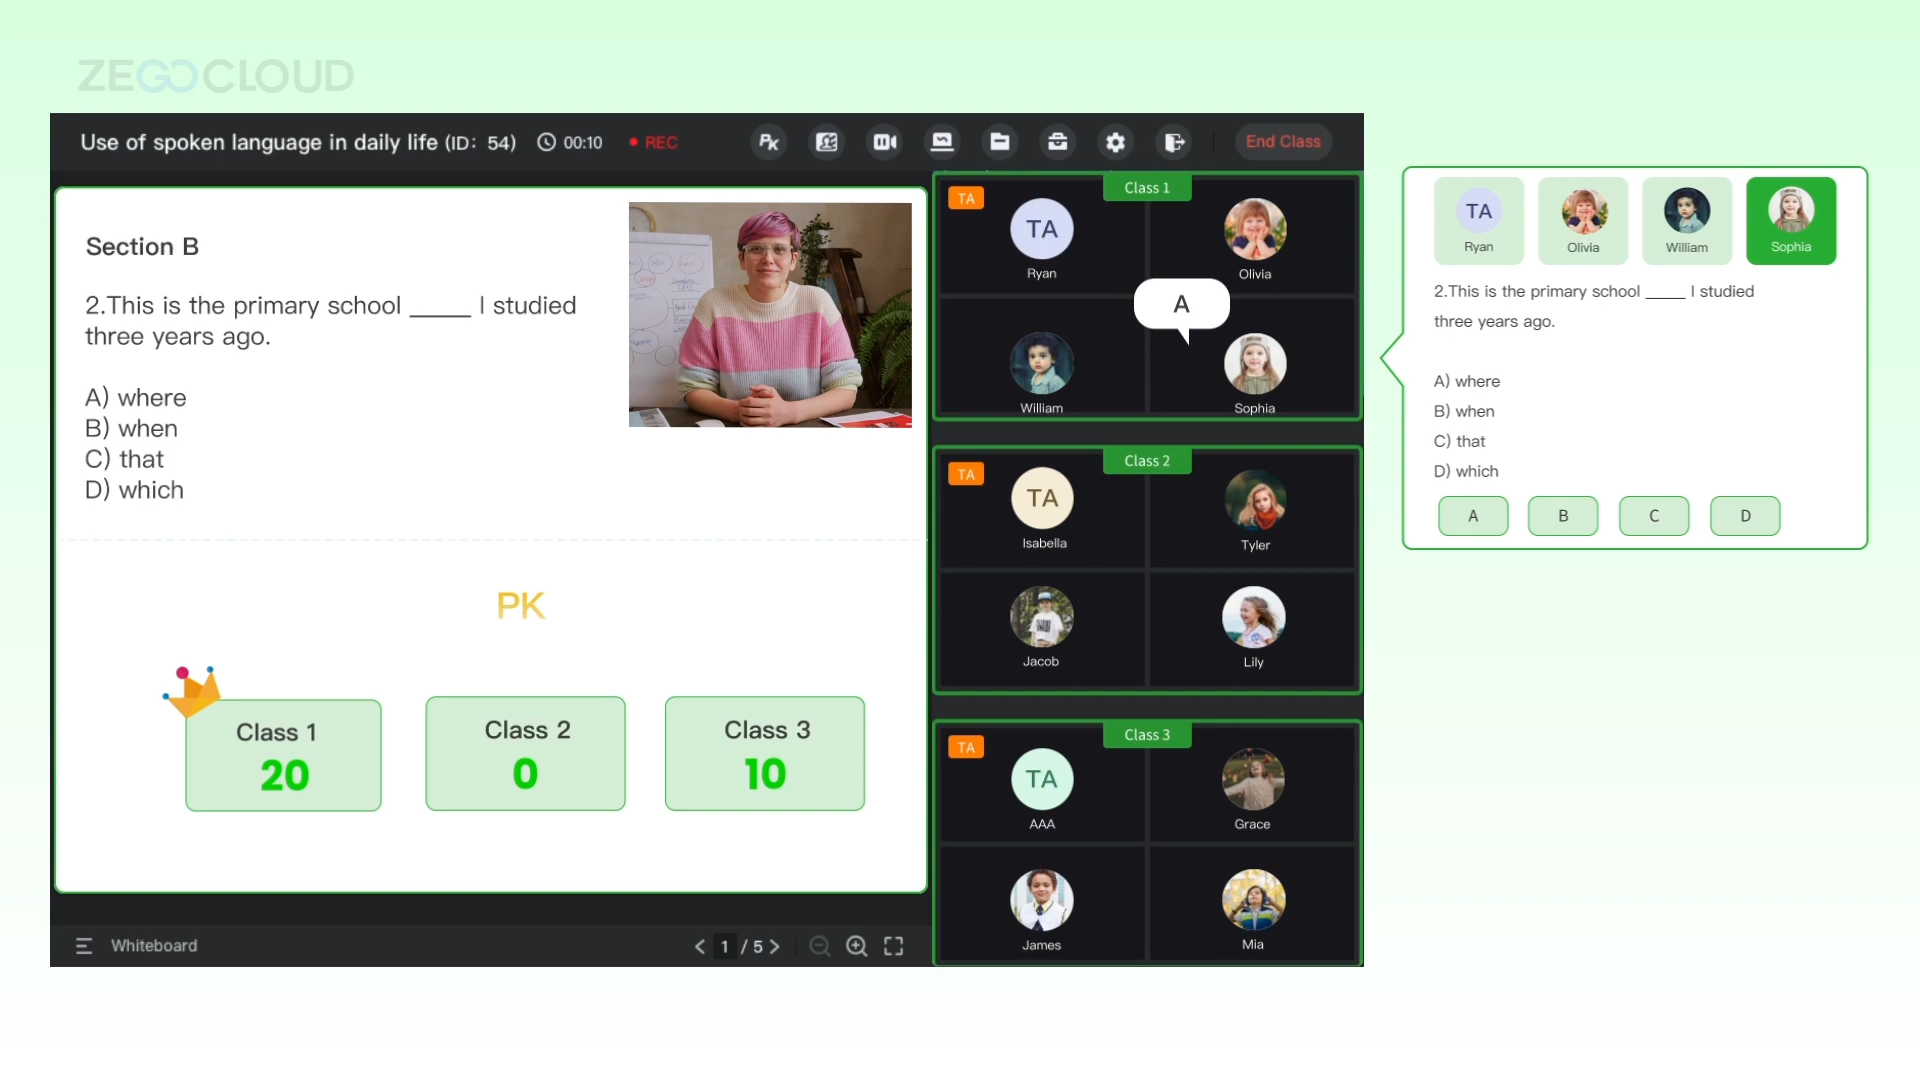 ZEGOCLOUD
Use of spoken language in daily life (ID: 54)
00:10
REC
PK
End Class
Section B
2.This is the primary school _____ I studied
three years ago.
A) where
B) when
C) that
D) which
PK
Class 1
20
Class 2
0
Class 3
10
Whiteboard
1 / 5
Class 1
TA
TA
Ryan
Olivia
A
William
Sophia
Class 2
TA
TA
Isabella
Tyler
Jacob
Lily
Class 3
TA
TA
AAA
Grace
James
Mia
TA
Ryan
Olivia
William
Sophia
2.This is the primary school _____ I studied
three years ago.
A) where
B) when
C) that
D) which
A
B
C
D